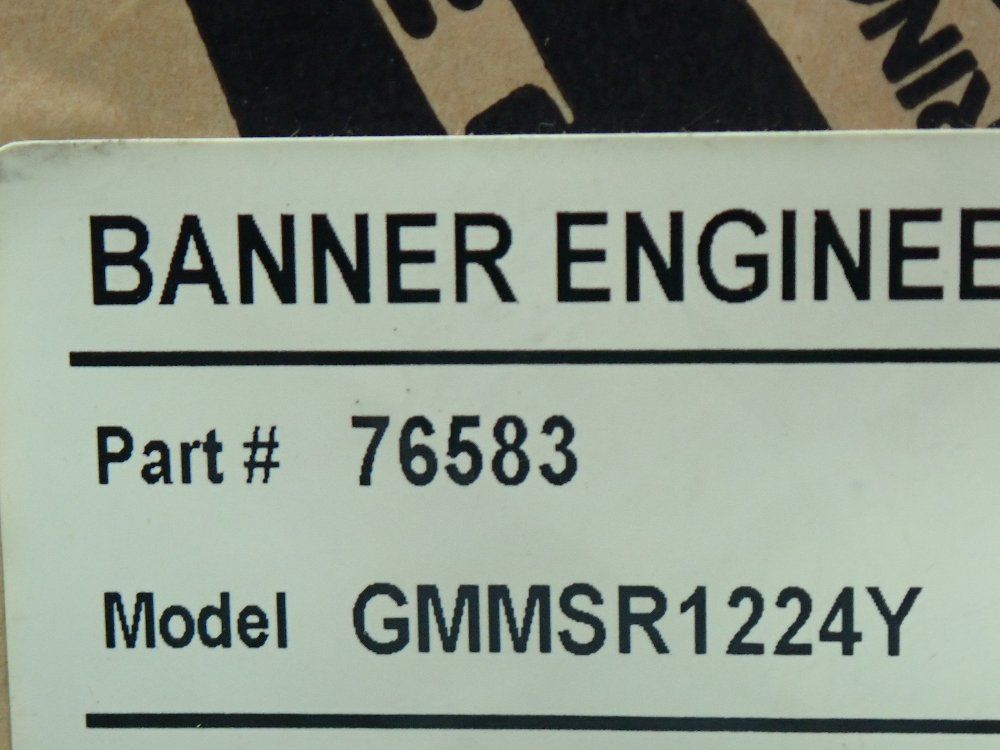 BANNER ENGINEE
Part # 76583
Model GMMSR1224Y